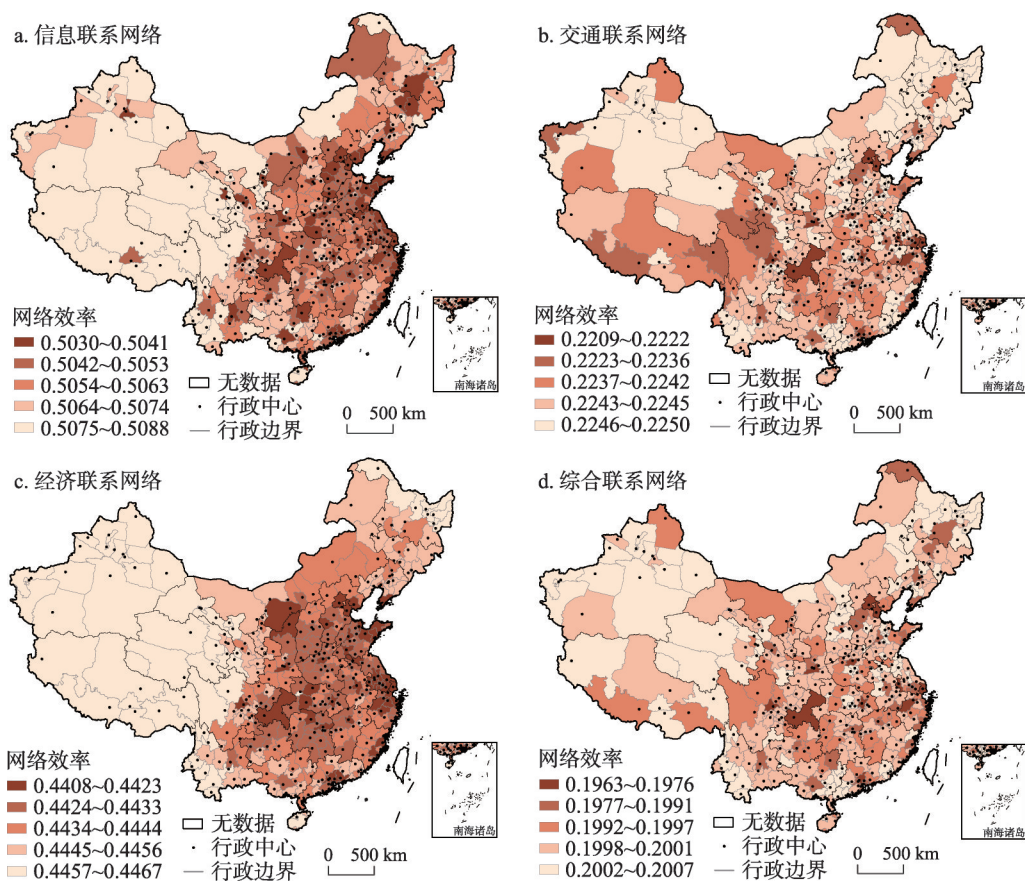 a. 信息联系网络
网络效率
0.5030~0.5041
0.5042~0.5053
0.5054~0.5063
0.5064~0.5074
0.5075~0.5088
无数据
行政中心
行政边界
0 500 km
南海诸岛
b. 交通联系网络
网络效率
0.2209~0.2222
0.2223~0.2236
0.2237~0.2242
0.2243~0.2245
0.2246~0.2250
无数据
行政中心
行政边界
0 500 km
南海诸岛
c. 经济联系网络
网络效率
0.4408~0.4423
0.4424~0.4433
0.4434~0.4444
0.4445~0.4456
0.4457~0.4467
无数据
行政中心
行政边界
0 500 km
南海诸岛
d. 综合联系网络
网络效率
0.1963~0.1976
0.1977~0.1991
0.1992~0.1997
0.1998~0.2001
0.2002~0.2007
无数据
行政中心
行政边界
0 500 km
南海诸岛